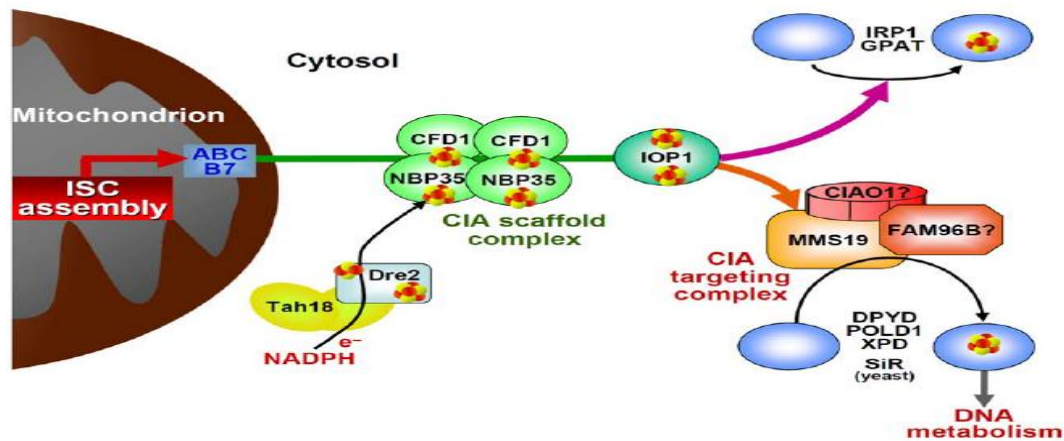 Cytosol
Mitochondrion
ABC
B7
ISC
assembly
CFD1
CFD1
NBP35
NBP35
CIA scaffold
complex
Dre2
Tah18
e⁻
NADPH
IOP1
IRP1
GPAT
CIAO1?
FAM96B?
MMS19
CIA
targeting
complex
DPYD
POLD1
XPD
SiR
(yeast)
DNA
metabolism